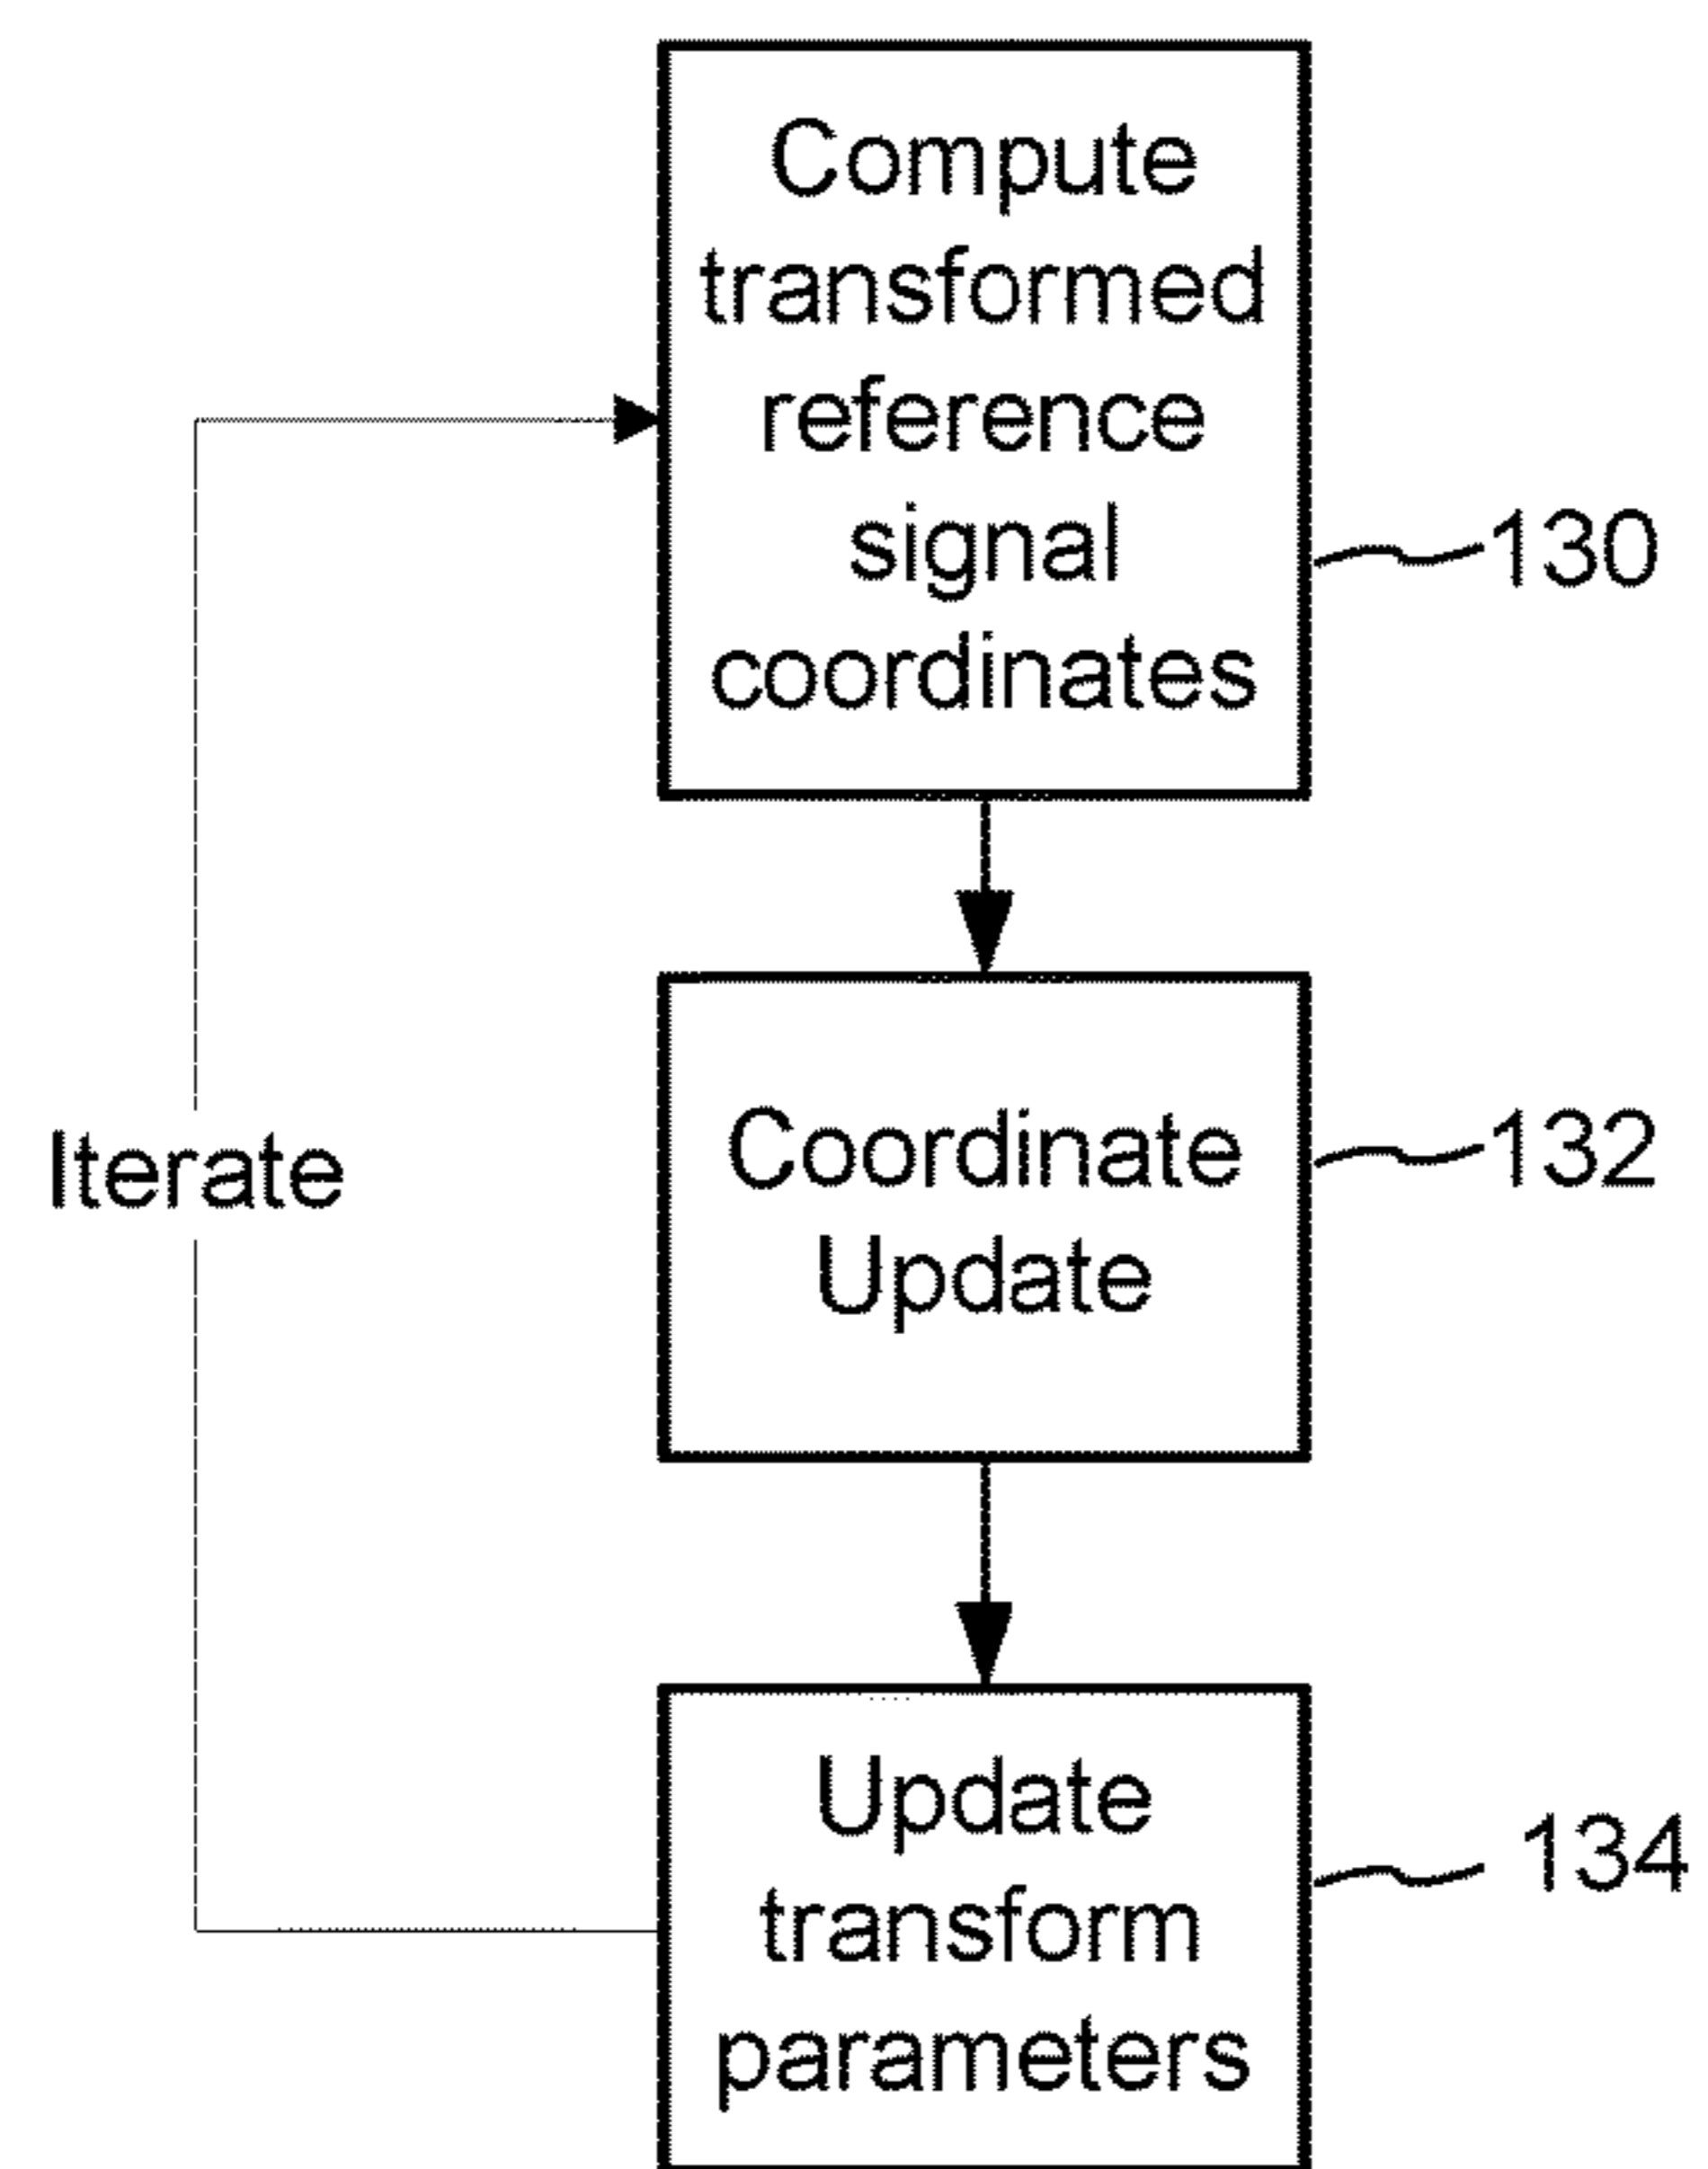 Compute
transformed
reference
signal
coordinates
130
Iterate
Coordinate
Update
132
Update
transform
parameters
134